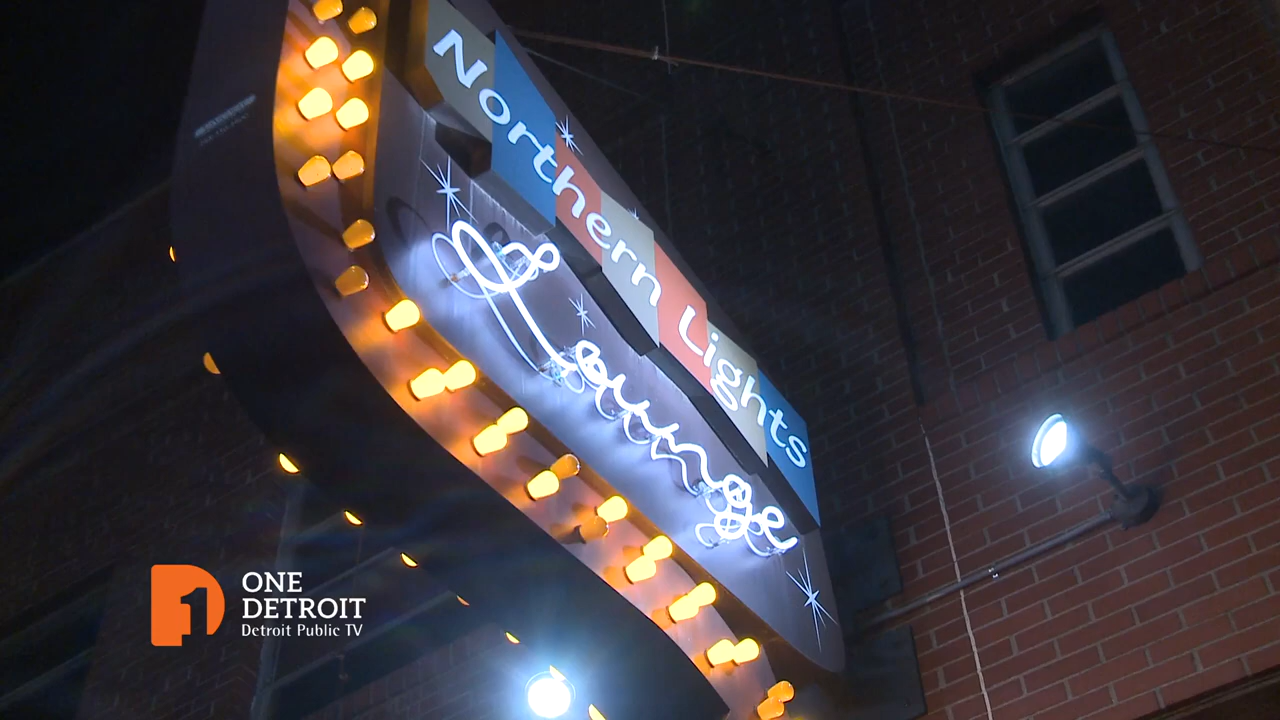 Northern Lights
Lounge
ONE
DETROIT
Detroit Public TV